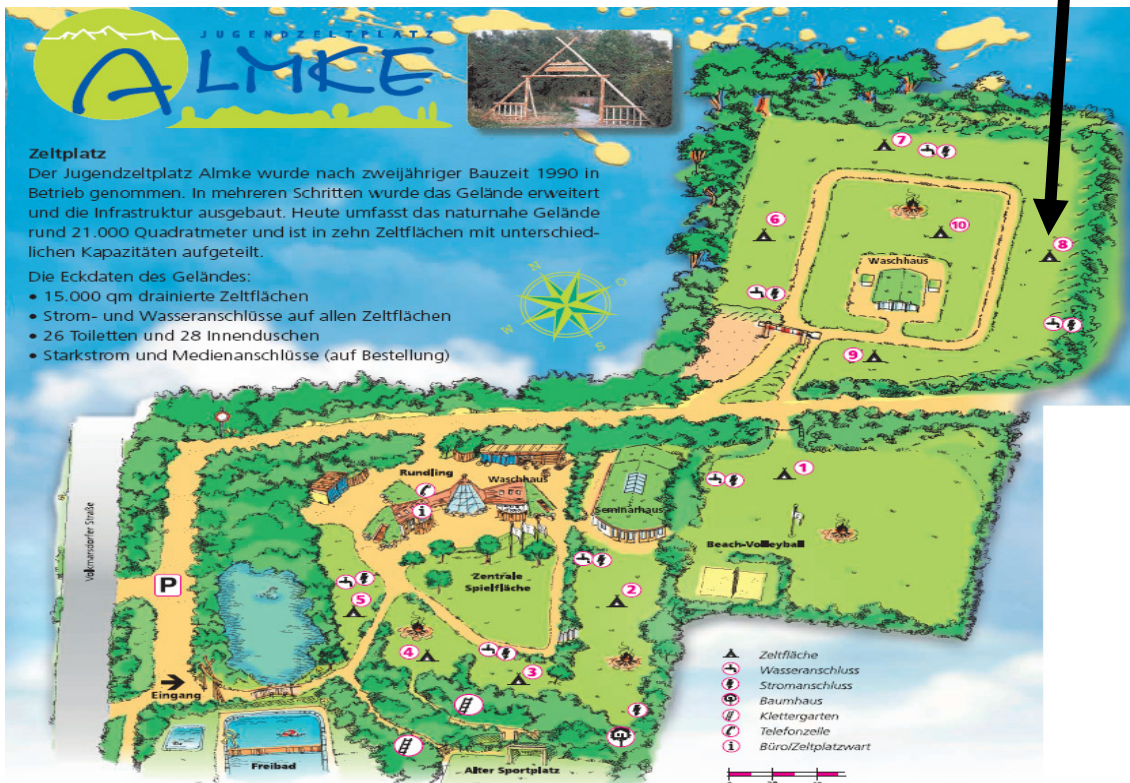 JUGENDZELTPLATZ
ALMKE
Zeltplatz
Der Jugendzeltplatz Almke wurde nach zweijähriger Bauzeit 1990 in
Betrieb genommen. In mehreren Schritten wurde das Gelände erweitert
und die Infrastruktur ausgebaut. Heute umfasst das naturnahe Gelände
rund 21.000 Quadratmeter und ist in zehn Zeltflächen mit unterschied-
lichen Kapazitäten aufgeteilt.
Die Eckdaten des Geländes:
• 15.000 qm drainierte Zeltflächen
• Strom- und Wasseranschlüsse auf allen Zeltflächen
• 26 Toiletten und 28 Innenduschen
• Starkstrom und Medienanschlüsse (auf Bestellung)
N
O
W
S
7
6
10
8
Waschhaus
9
Rundling
Waschhaus
i
Seminarhaus
1
Beach-Volleyball
Volkmarsdorfer Straße
P
Zentrale
Spielfläche
5
2
4
3
Eingang
Freibad
Alter Sportplatz
Zeltfläche
Wasseranschluss
Stromanschluss
Baumhaus
Klettergarten
Telefonzelle
i Büro/Zeltplatzwart